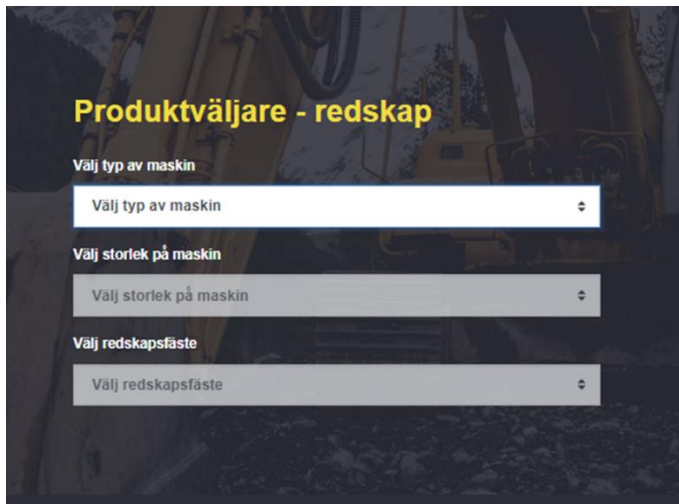 Produktväljare - redskap
Välj typ av maskin
Välj typ av maskin
Välj storlek på maskin
Välj storlek på maskin
Välj redskapsfäste
Välj redskapsfäste